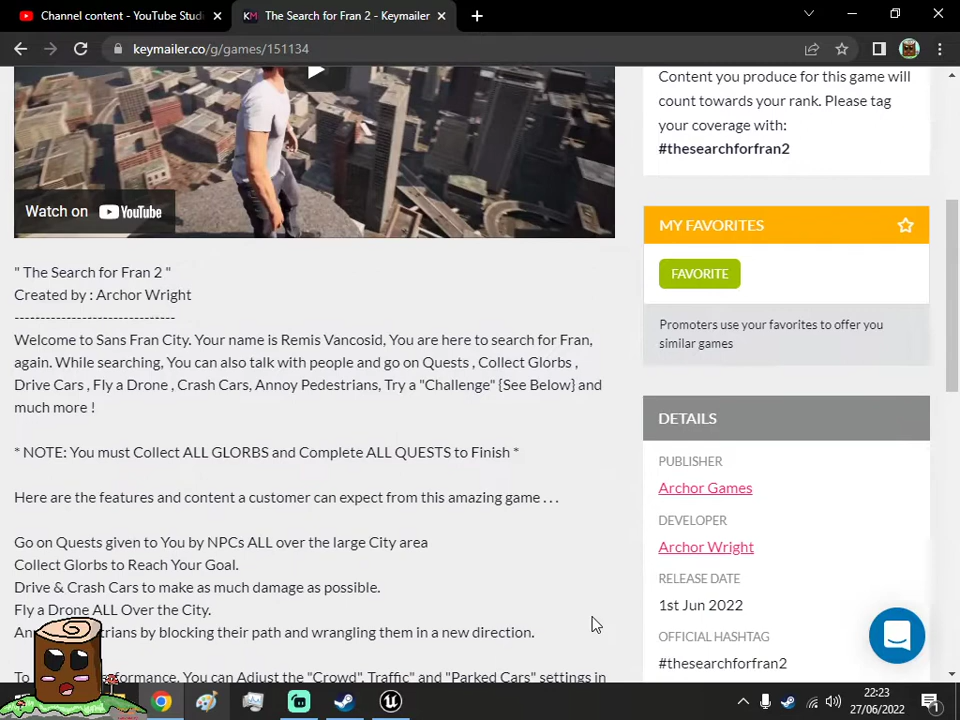 Channel content - YouTube Stud
The Search for Fran 2 - Keymailer
keymailer.co/g/games/151134
Watch on YouTube
" The Search for Fran 2 "
Created by : Archor Wright
------------------------------
Welcome to Sans Fran City. Your name is Remis Vancosid, You are here to search for Fran,
again. While searching, You can also talk with people and go on Quests , Collect Glorbs ,
Drive Cars , Fly a Drone , Crash Cars, Annoy Pedestrians, Try a "Challenge" {See Below} and
much more !
* NOTE: You must Collect ALL GLORBS and Complete ALL QUESTS to Finish *
Here are the features and content a customer can expect from this amazing game . . .
Go on Quests given to You by NPCs ALL over the large City area
Collect Glorbs to Reach Your Goal.
Drive & Crash Cars to make as much damage as possible.
Fly a Drone ALL Over the City.
by blocking their path and wrangling them in a new direction.
To You can Adjust the "Crowd", Traffic" and "Parked Cars" settings in
Content you produce for this game will
count towards your rank. Please tag
your coverage with:
#thesearchforfran2
MY FAVORITES
FAVORITE
Promoters use your favorites to offer you
similar games
DETAILS
PUBLISHER
Archor Games
DEVELOPER
Archor Wright
RELEASE DATE
1st Jun 2022
OFFICIAL HASHTAG
#thesearchforfran2
22:23
27/06/2022
1